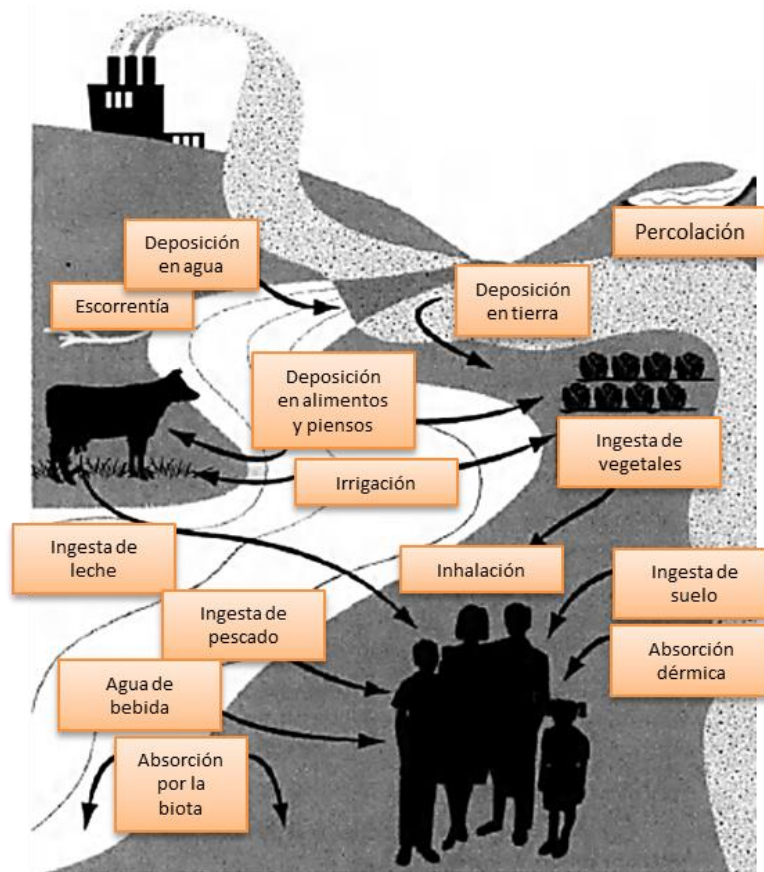 Deposición
en agua
Percolación
Escorrentía
Deposición
en tierra
Deposición
en alimentos
y piensos
Ingesta de
vegetales
Irrigación
Ingesta de
leche
Inhalación
Ingesta de
suelo
Ingesta de
pescado
Absorción
dérmica
Agua de
bebida
Absorción
por la
biota